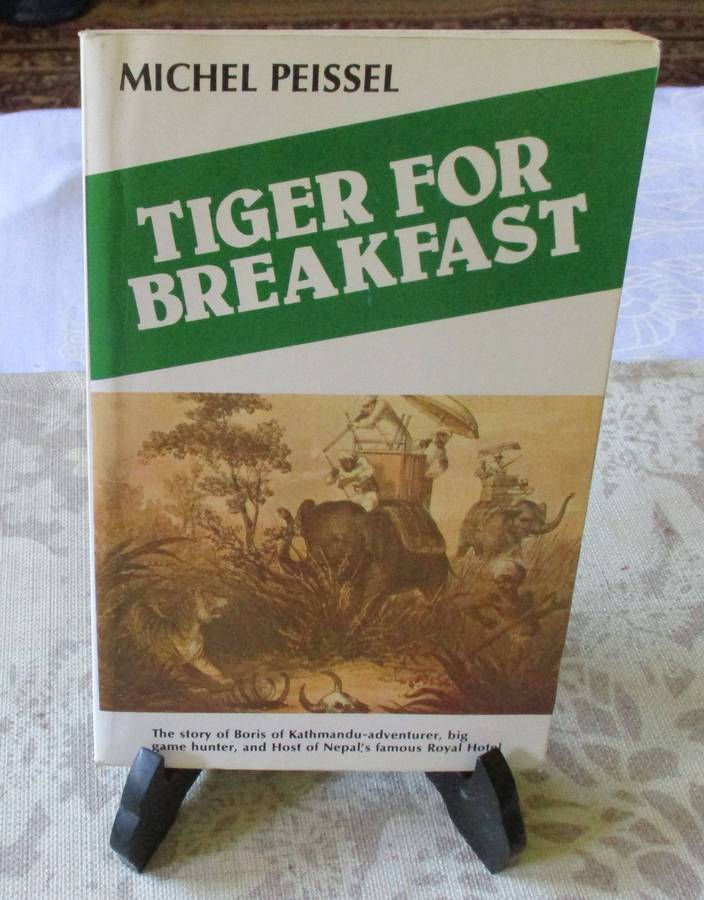 MICHEL PEISSEL
TIGER FOR
BREAKFAST
The story of Boris of Kathmandu-adventurer, big
game hunter, and Host of Nepal's famous Royal Hotel